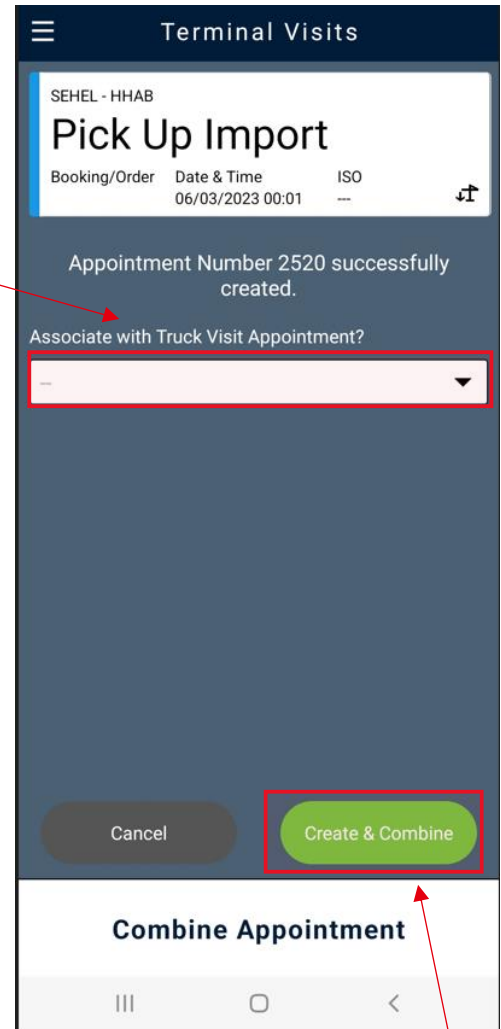 Terminal Visits
SEHEL - HHAB
Pick Up Import
Booking/Order Date & Time ISO
06/03/2023 00:01 ---
Appointment Number 2520 successfully
created.
Associate with Truck Visit Appointment?
--
Cancel Create & Combine
Combine Appointment